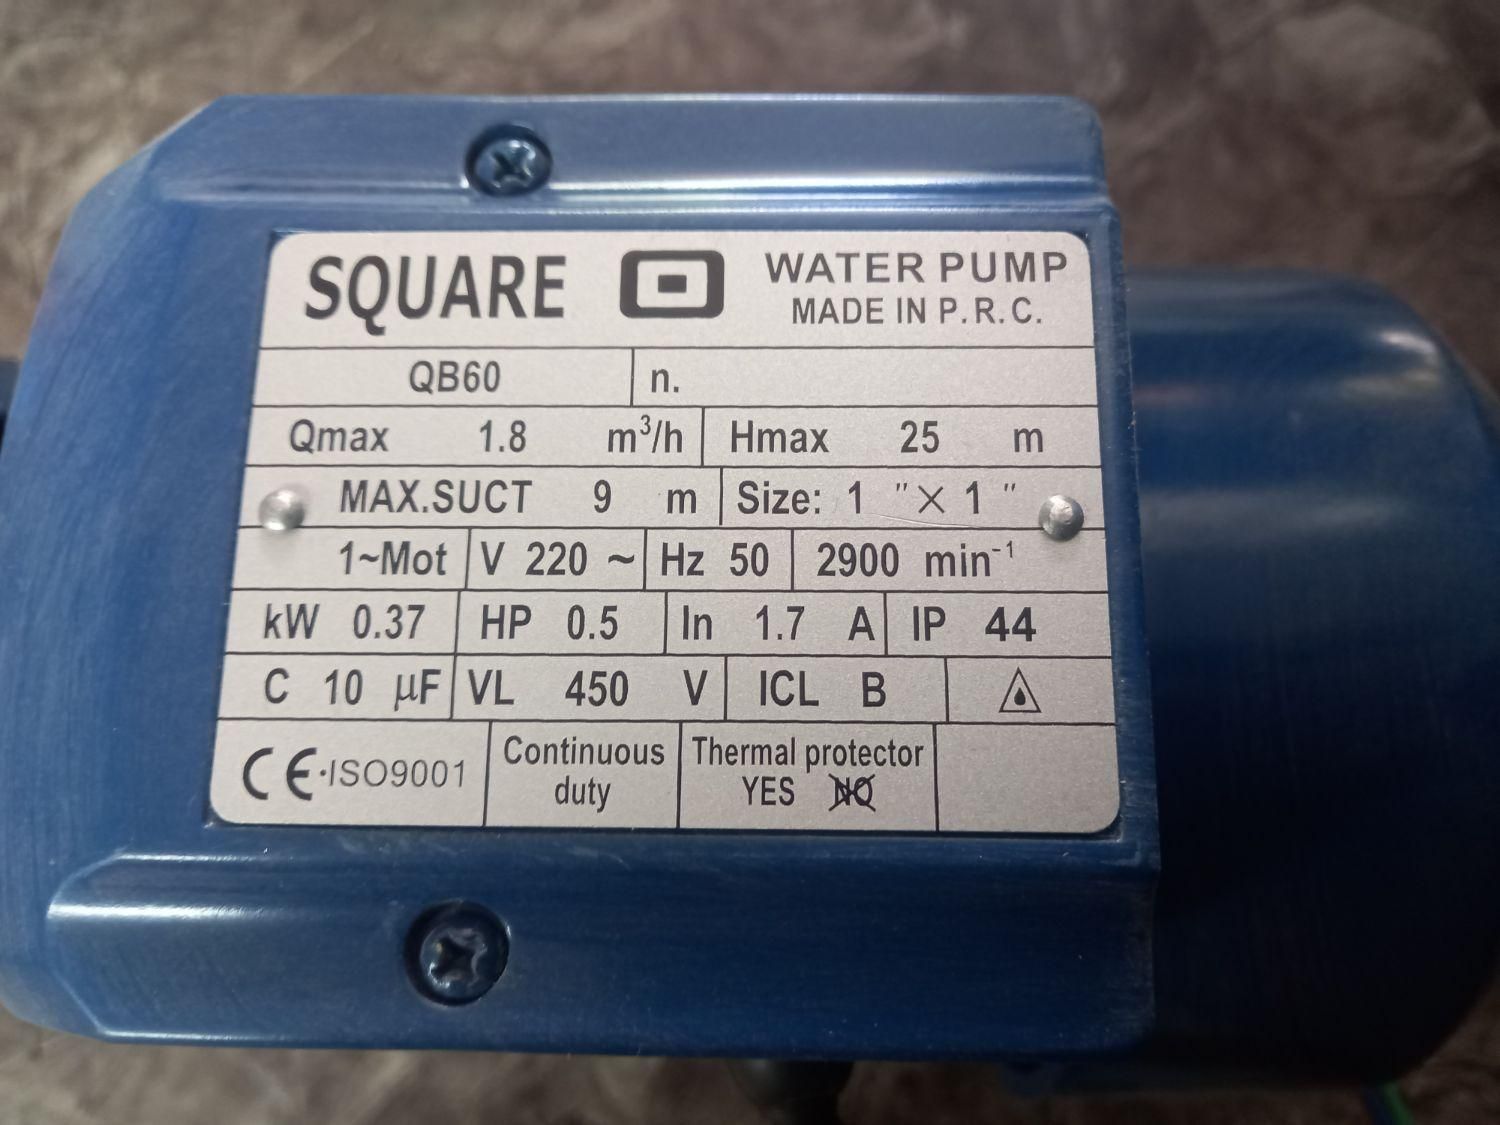 SQUARE WATER PUMP
MADE IN P.R.C.
QB60 n.
Qmax 1.8 m³/h Hmax 25 m
MAX.SUCT 9 m Size: 1 "× 1 "
1~Mot V 220 ~ Hz 50 2900 min⁻¹
kW 0.37 HP 0.5 In 1.7 A IP 44
C 10 µF VL 450 V ICL B
CE·ISO9001 Continuous duty Thermal protector
YES NO